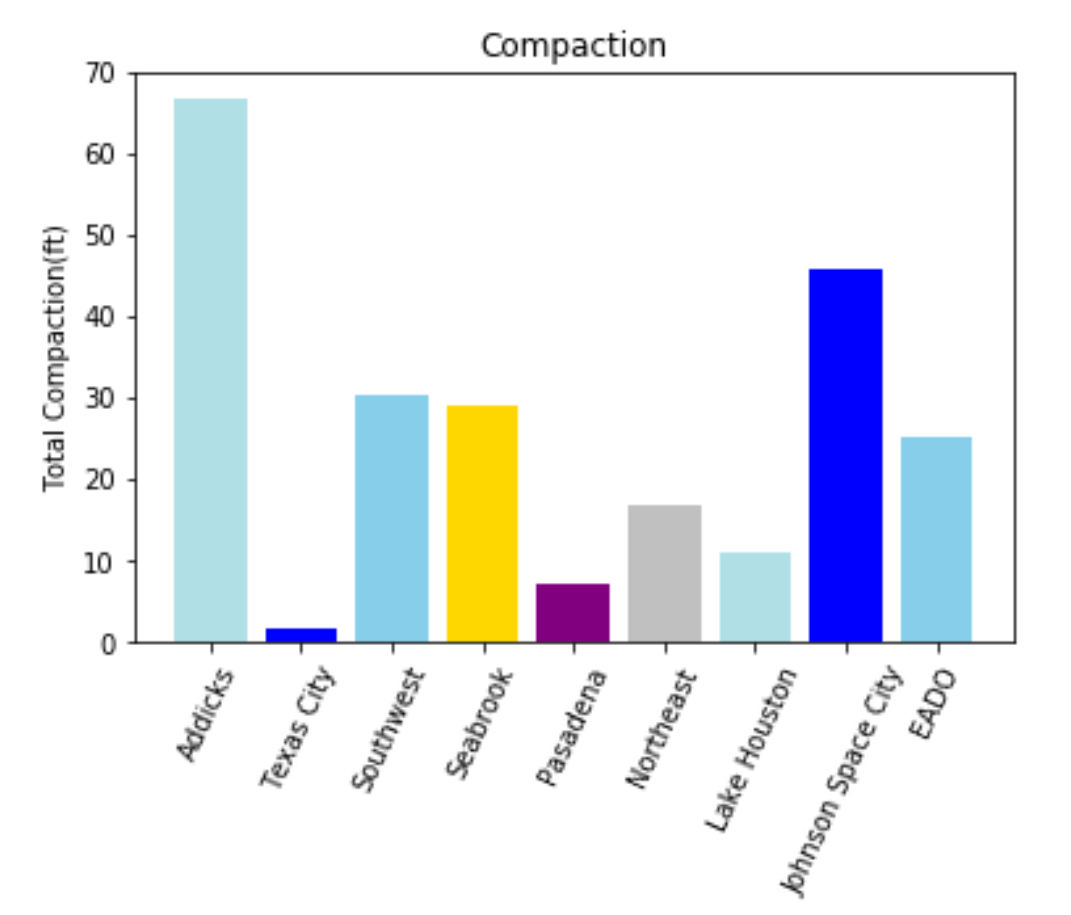 Compaction
Total Compaction(ft)
70
60
50
40
30
20
10
0
Addicks
Texas City
Southwest
Seabrook
Pasadena
Northeast
Lake Houston
Johnson Space City
EADO